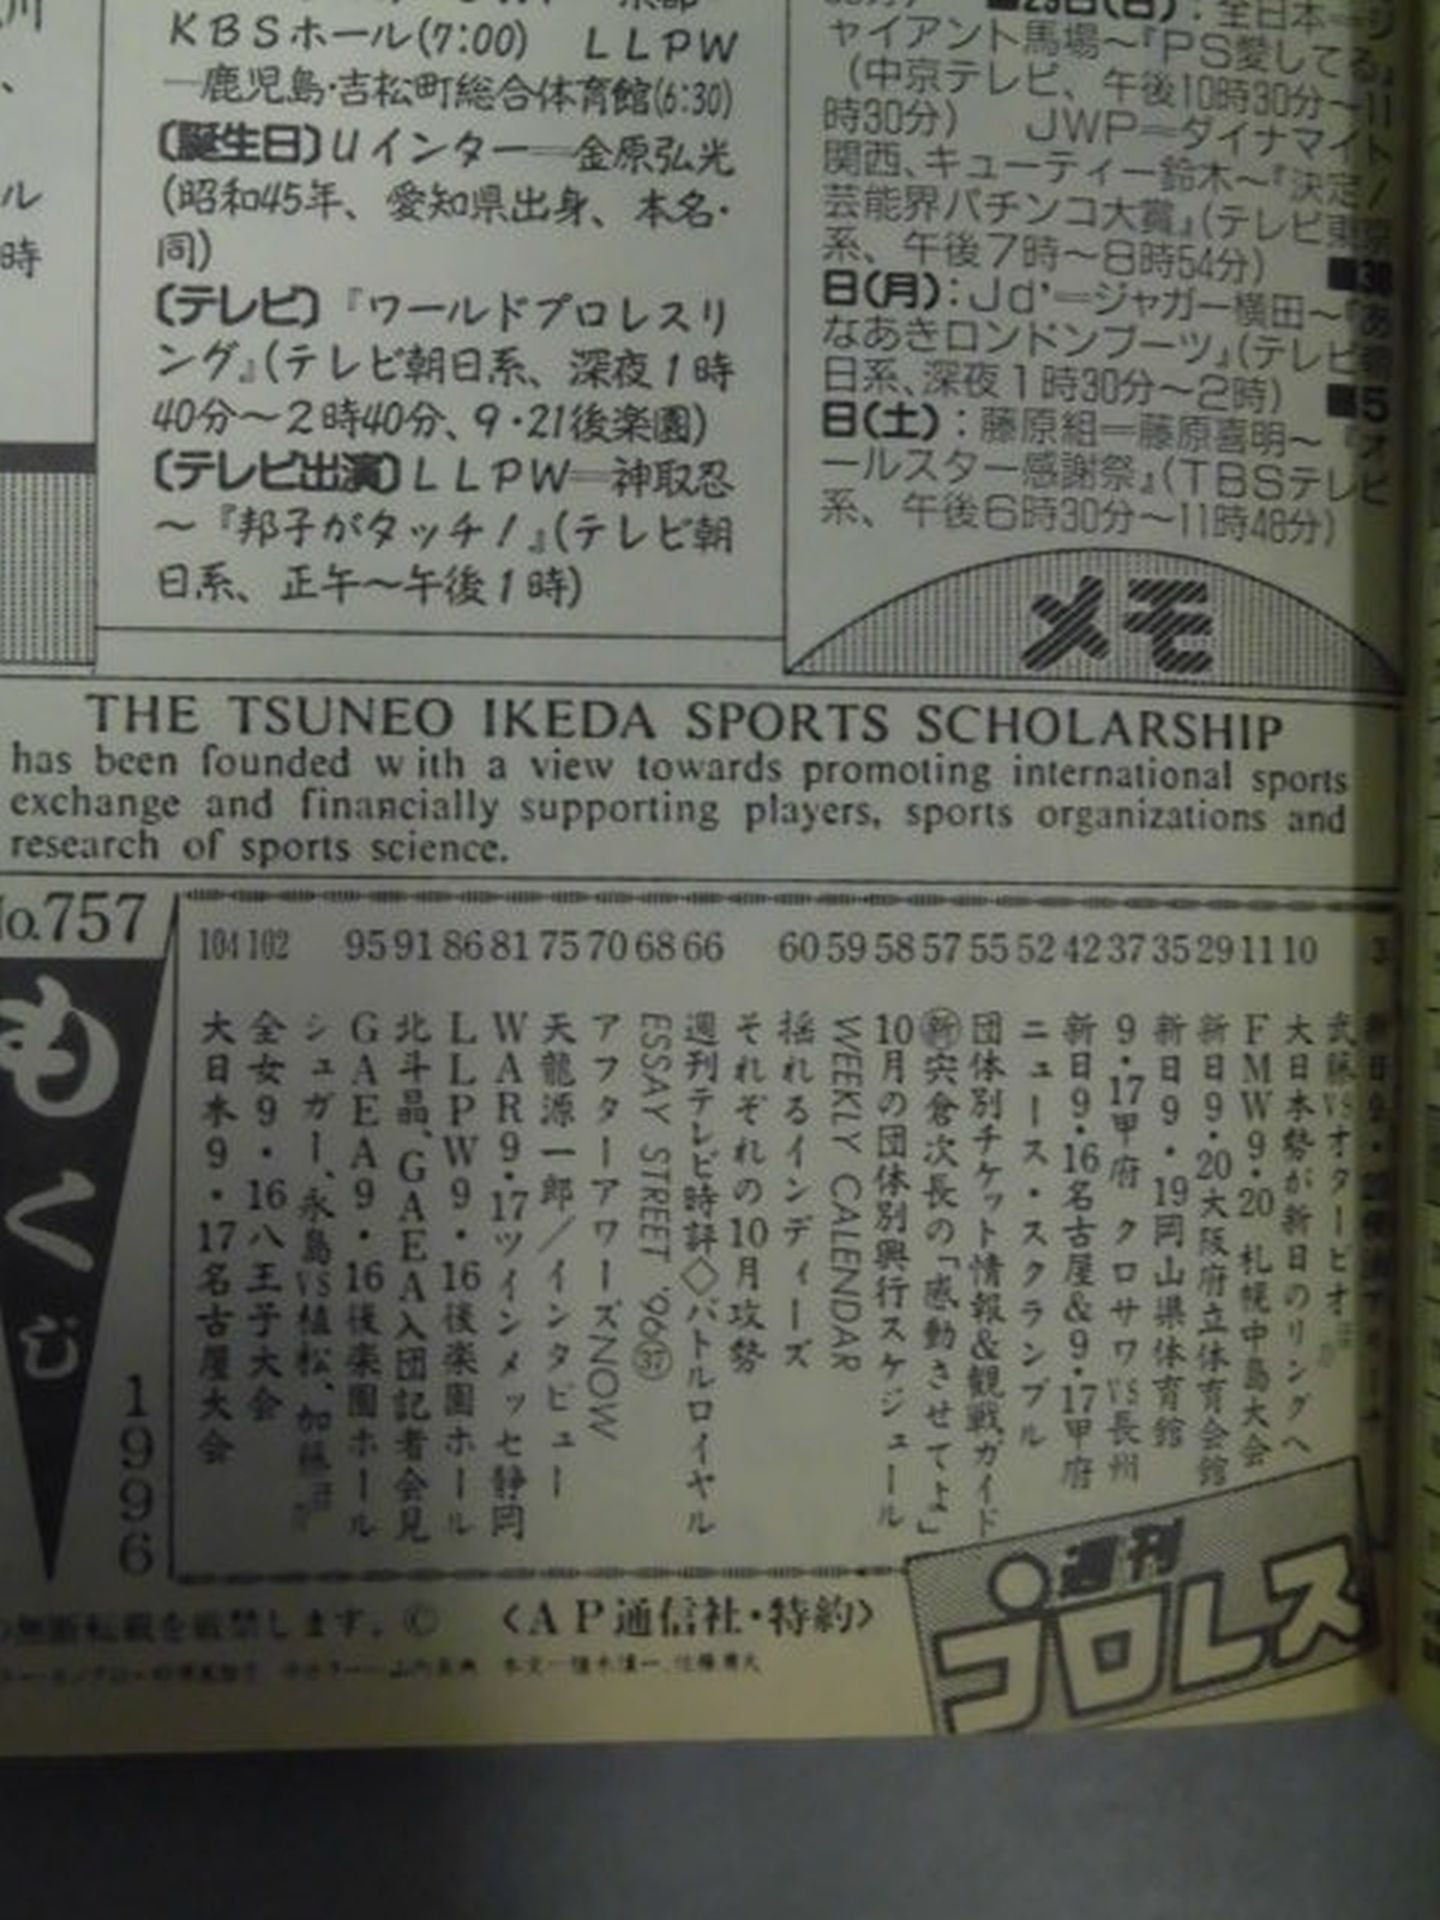 KBSホール(7:00) LLPW
—鹿児島・吉松町総合体育館(6:30)
〔誕生日〕Uインター＝金原弘光
(昭和45年、愛知県出身、本名・
同)
〔テレビ〕『ワールドプロレスリ
ング』(テレビ朝日系、深夜1時
40分〜2時40分、9・21後楽園)
〔テレビ出演〕LLPW＝神取忍
〜『邦子がタッチ!』(テレビ朝
日系、正午〜午後1時)
■29日(日)：全日本＝ジ
ャイアント馬場〜『PS愛してる』
(中京テレビ、午後10時30分〜11
時30分) JWP＝ダイナマイト
関西、キューティー鈴木〜『決定!
芸能界パチンコ大賞』(テレビ東京
系、午後7時〜8時54分) ■30
日(月)：Jd'＝ジャガー横田〜『あ
なあきロンドンブーツ』(テレビ朝
日系、深夜1時30分〜2時) ■5
日(土)：藤原組＝藤原喜明〜『オ
ールスター感謝祭』(TBSテレビ
系、午後6時30分〜11時48分)
メモ
THE TSUNEO IKEDA SPORTS SCHOLARSHIP
has been founded with a view towards promoting international sports
exchange and financially supporting players, sports organizations and
research of sports science.
No.757
もくじ
1996
3
武藤VSオタービオ
10 大日本勢が新日のリングへ
11 FMW9・20 札幌中島大会
29 新日9・20大阪府立体育会館
35 新日9・19岡山県体育館
37 9・17甲府 クロサワVS長州
42 新日9・16名古屋&9・17甲府
52 ニュース・スクランブル
55 団体別チケット情報&観戦ガイド
57 ㊟宍倉次長の「感動させてよ」
58 10月の団体別興行スケジュール
59 WEEKLY CALENDAR
60 揺れるインディーズ
それぞれの10月攻勢
66 週刊テレビ時評◇バトルロイヤル
68 ESSAY STREET '96㊲
70 アフターアワーズNOW
75 天龍源一郎／インタビュー
81 WAR9・17ツインメッセ静岡
86 LLPW9・16後楽園ホール
91 北斗晶、GAEA入団記者会見
95 GAEA9・16後楽園ホール
シュガー、永島VS植松、加藤
102 全女9・16八王子大会
104 大日本9・17名古屋大会
の無断転載を厳禁します。© 〈AP通信社・特約〉
週刊
プロレス